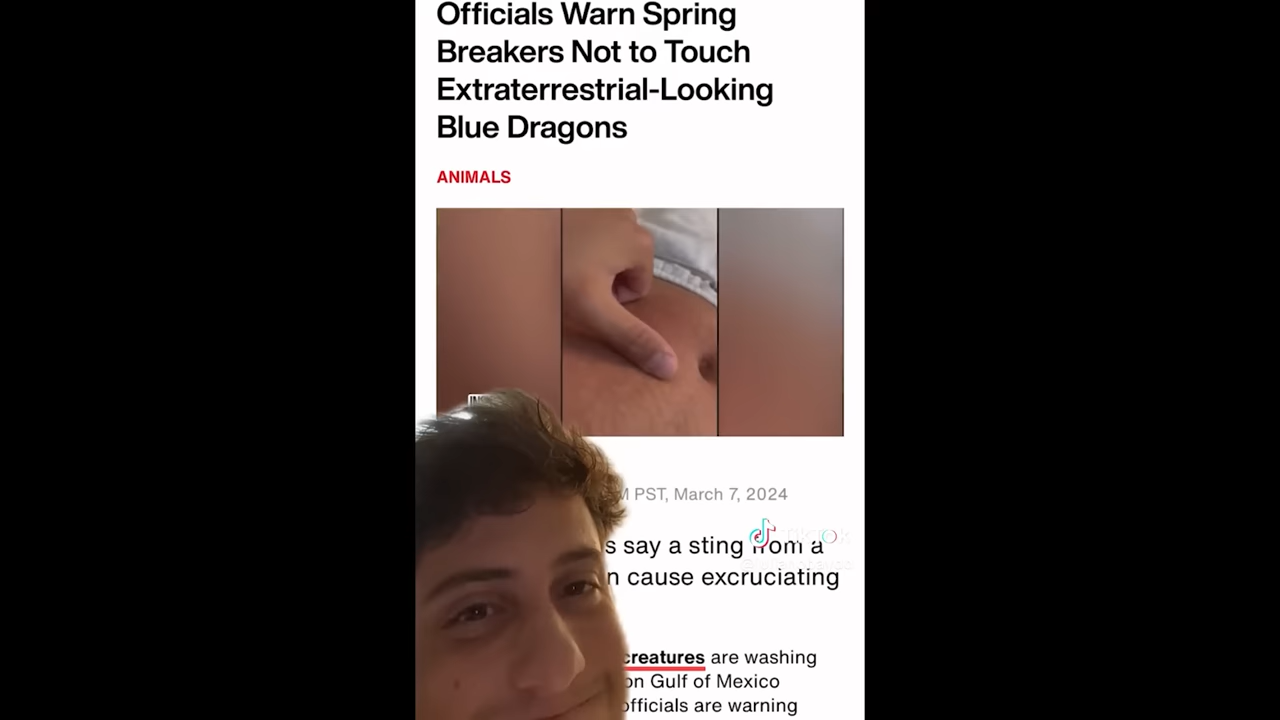 Officials Warn Spring
Breakers Not to Touch
Extraterrestrial-Looking
Blue Dragons
ANIMALS
PST, March 7, 2024
say a sting from a
cause excruciating
creatures are washing
on Gulf of Mexico
officials are warning
TikTok